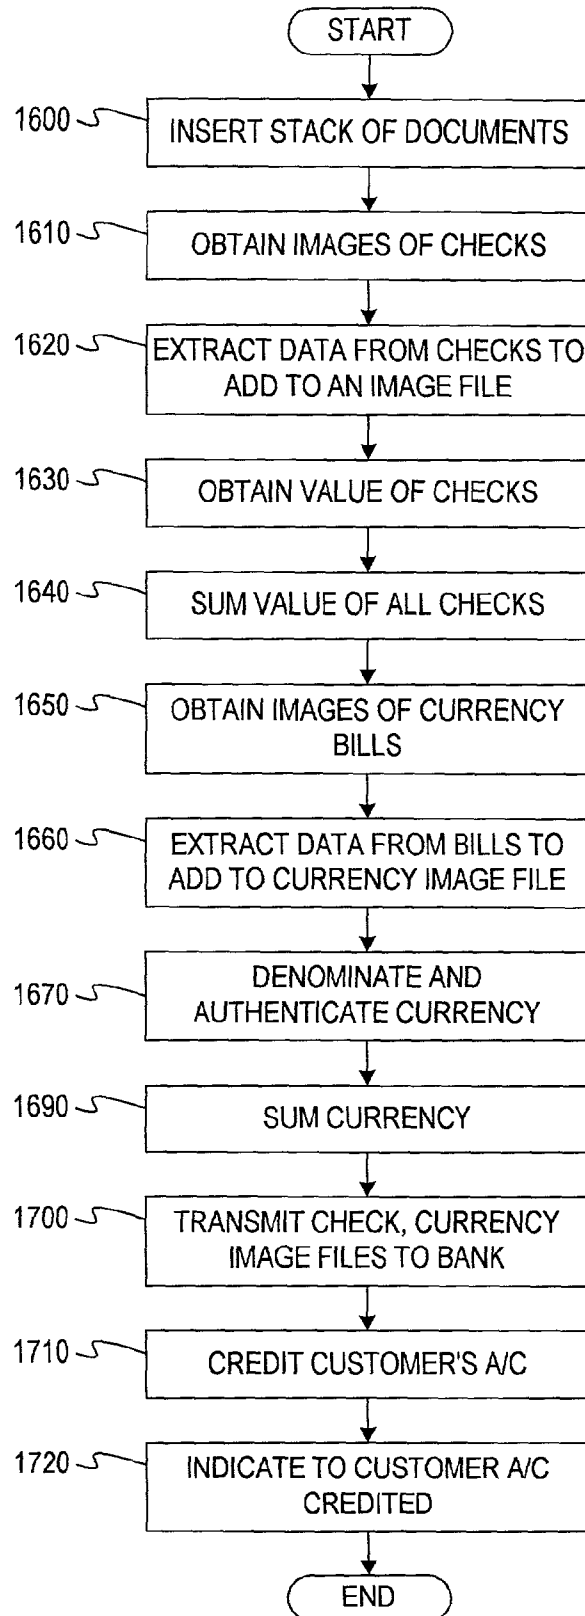 START
1600
INSERT STACK OF DOCUMENTS
1610
OBTAIN IMAGES OF CHECKS
1620
EXTRACT DATA FROM CHECKS TO
ADD TO AN IMAGE FILE
1630
OBTAIN VALUE OF CHECKS
1640
SUM VALUE OF ALL CHECKS
1650
OBTAIN IMAGES OF CURRENCY
BILLS
1660
EXTRACT DATA FROM BILLS TO
ADD TO CURRENCY IMAGE FILE
1670
DENOMINATE AND
AUTHENTICATE CURRENCY
1690
SUM CURRENCY
1700
TRANSMIT CHECK, CURRENCY
IMAGE FILES TO BANK
1710
CREDIT CUSTOMER'S A/C
1720
INDICATE TO CUSTOMER A/C
CREDITED
END